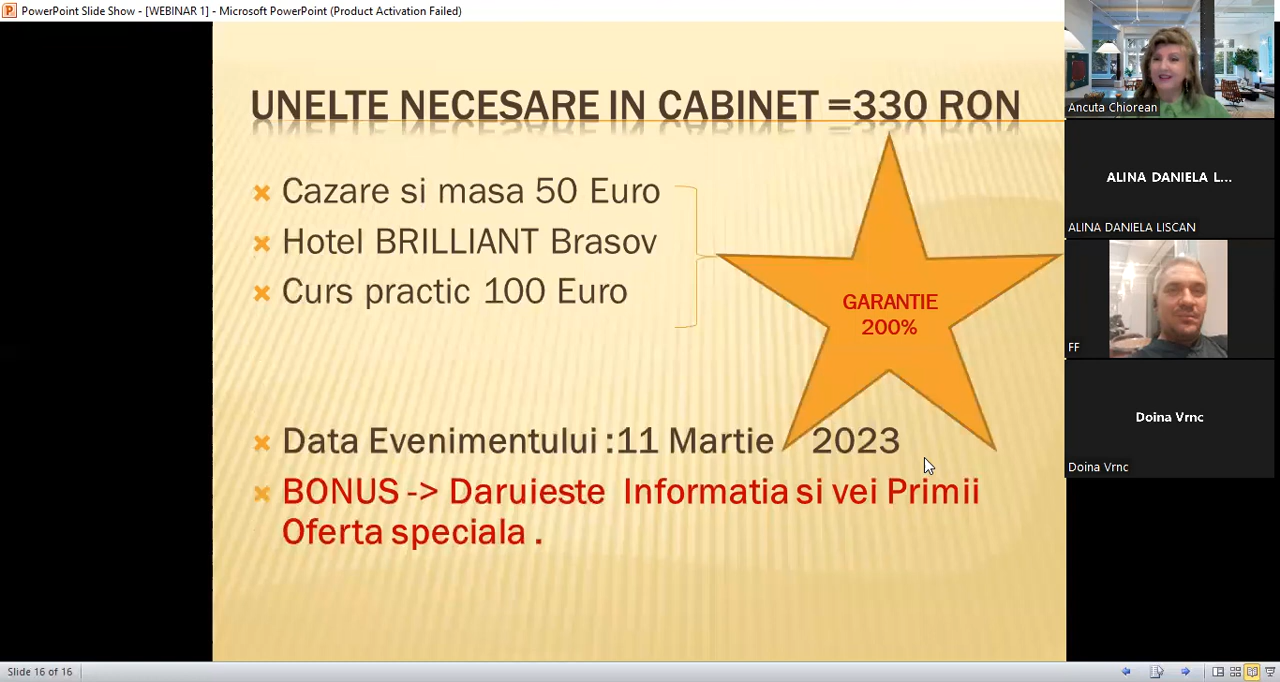 PowerPoint Slide Show - [WEBINAR 1] - Microsoft PowerPoint (Product Activation Failed)
UNELTE NECESARE IN CABINET =330 RON
Cazare si masa 50 Euro
Hotel BRILLIANT Brasov
Curs practic 100 Euro
GARANTIE
200%
Data Evenimentului :11 Martie 2023
BONUS -> Daruieste Informatia si vei Primii
Oferta speciala .
Ancuta Chiorean
ALINA DANIELA L...
ALINA DANIELA LISCAN
FF
Doina Vrnc
Doina Vrnc
Slide 16 of 16